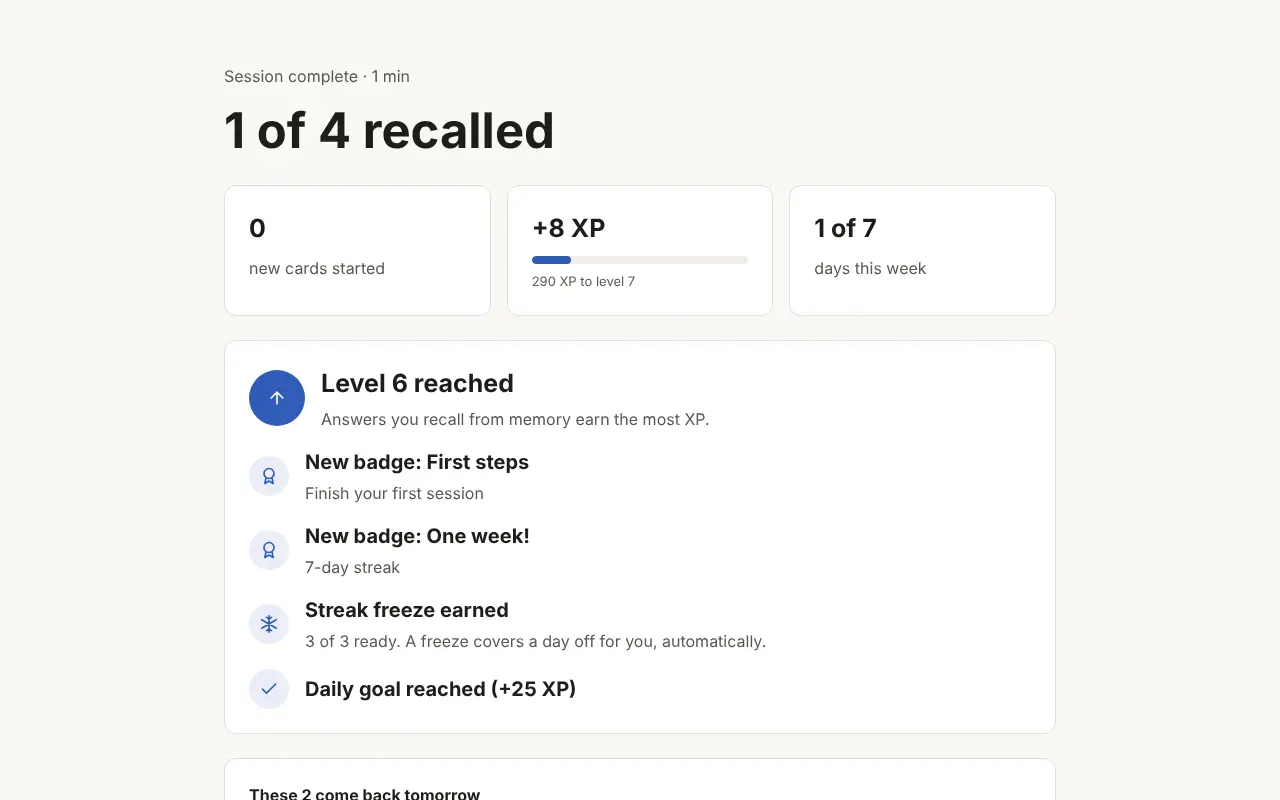 Session complete · 1 min
1 of 4 recalled
0
new cards started
+8 XP
290 XP to level 7
1 of 7
days this week
Level 6 reached
Answers you recall from memory earn the most XP.
New badge: First steps
Finish your first session
New badge: One week!
7-day streak
Streak freeze earned
3 of 3 ready. A freeze covers a day off for you, automatically.
Daily goal reached (+25 XP)
These 2 come back tomorrow